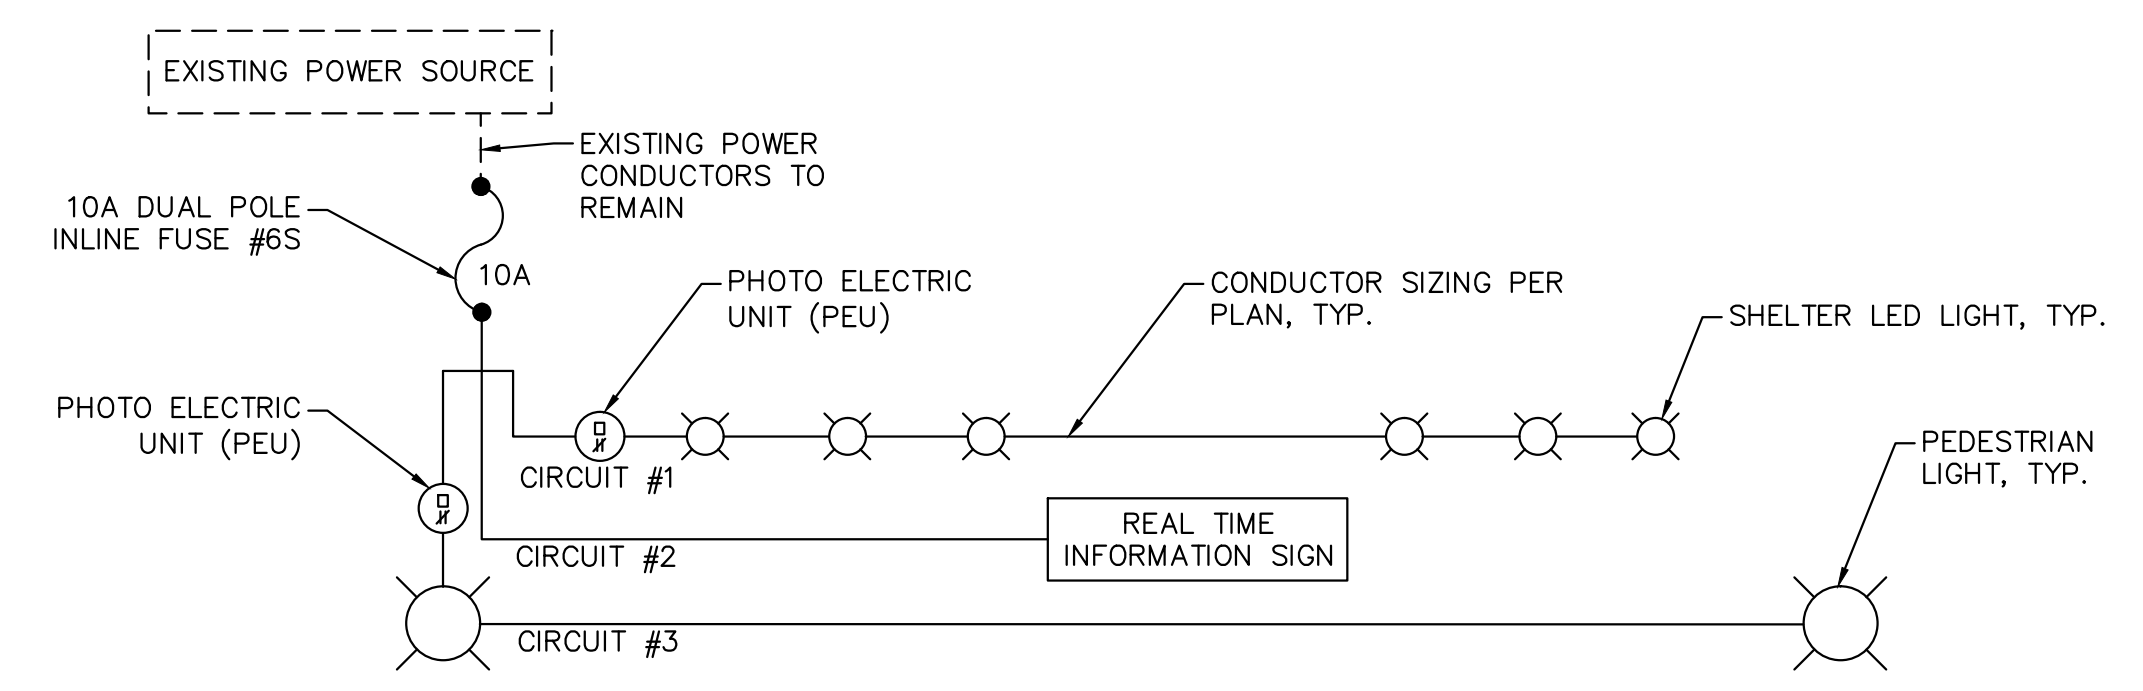 EXISTING POWER SOURCE
EXISTING POWER
CONDUCTORS TO
REMAIN
10A DUAL POLE
INLINE FUSE #6S
10A
PHOTO ELECTRIC
UNIT (PEU)
CONDUCTOR SIZING PER
PLAN, TYP.
SHELTER LED LIGHT, TYP.
PHOTO ELECTRIC
UNIT (PEU)
CIRCUIT #1
PEDESTRIAN
LIGHT, TYP.
REAL TIME
INFORMATION SIGN
CIRCUIT #2
CIRCUIT #3